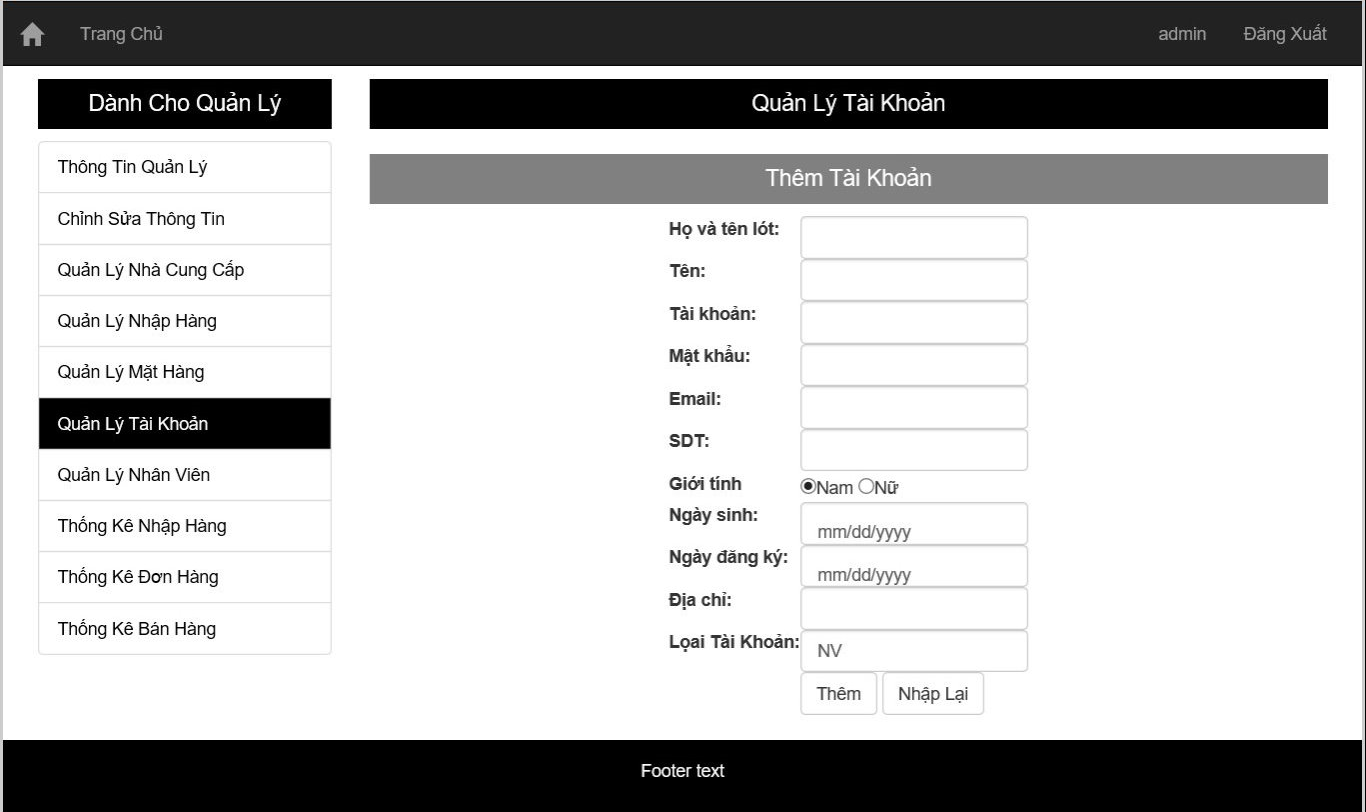 Trang Chủ admin Đăng Xuất
Dành Cho Quản Lý
Thông Tin Quản Lý
Chỉnh Sửa Thông Tin
Quản Lý Nhà Cung Cấp
Quản Lý Nhập Hàng
Quản Lý Mặt Hàng
Quản Lý Tài Khoản
Quản Lý Nhân Viên
Thống Kê Nhập Hàng
Thống Kê Đơn Hàng
Thống Kê Bán Hàng
Quản Lý Tài Khoản
Thêm Tài Khoản
Họ và tên lót:
Tên:
Tài khoản:
Mật khẩu:
Email:
SDT:
Giới tính Nam Nữ
Ngày sinh: mm/dd/yyyy
Ngày đăng ký: mm/dd/yyyy
Địa chỉ:
Lọai Tài Khoản: NV
Thêm Nhập Lại
Footer text